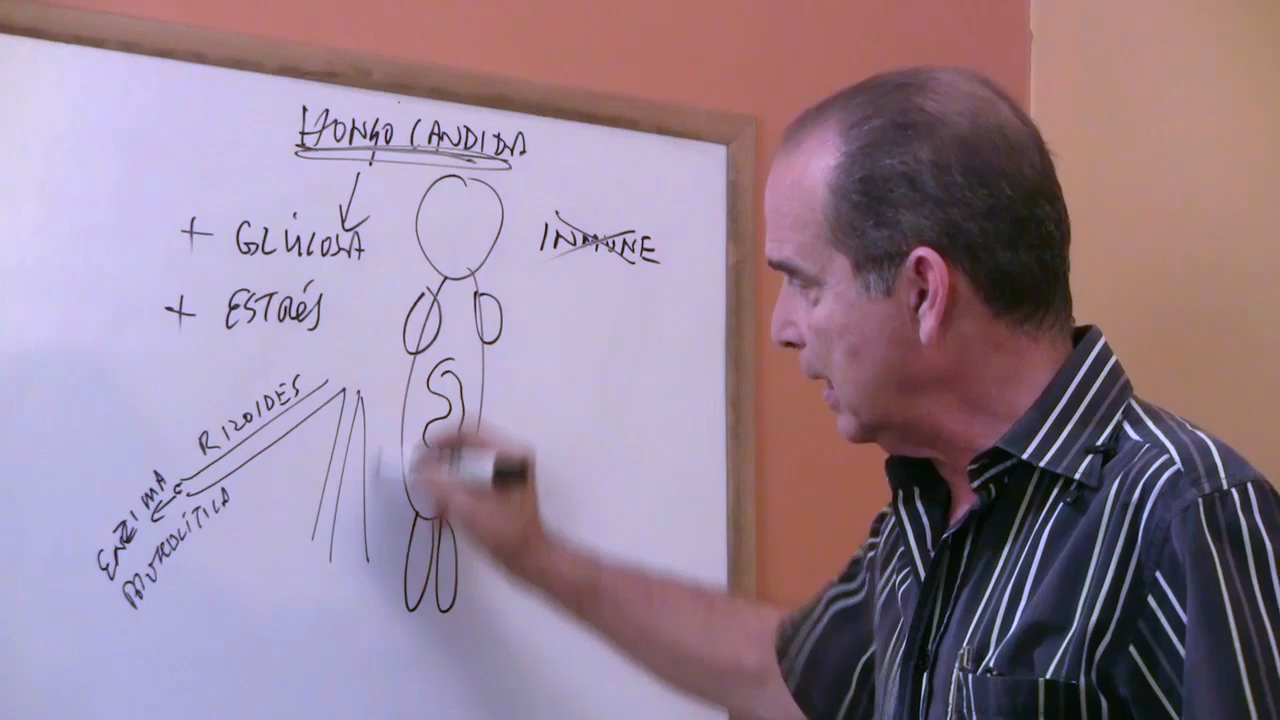 HONGO CANDIDA
+ GLUCOSA
INMUNE
+ ESTRÉS
RIZOIDES
ENZIMA
PROTEOLÍTICA